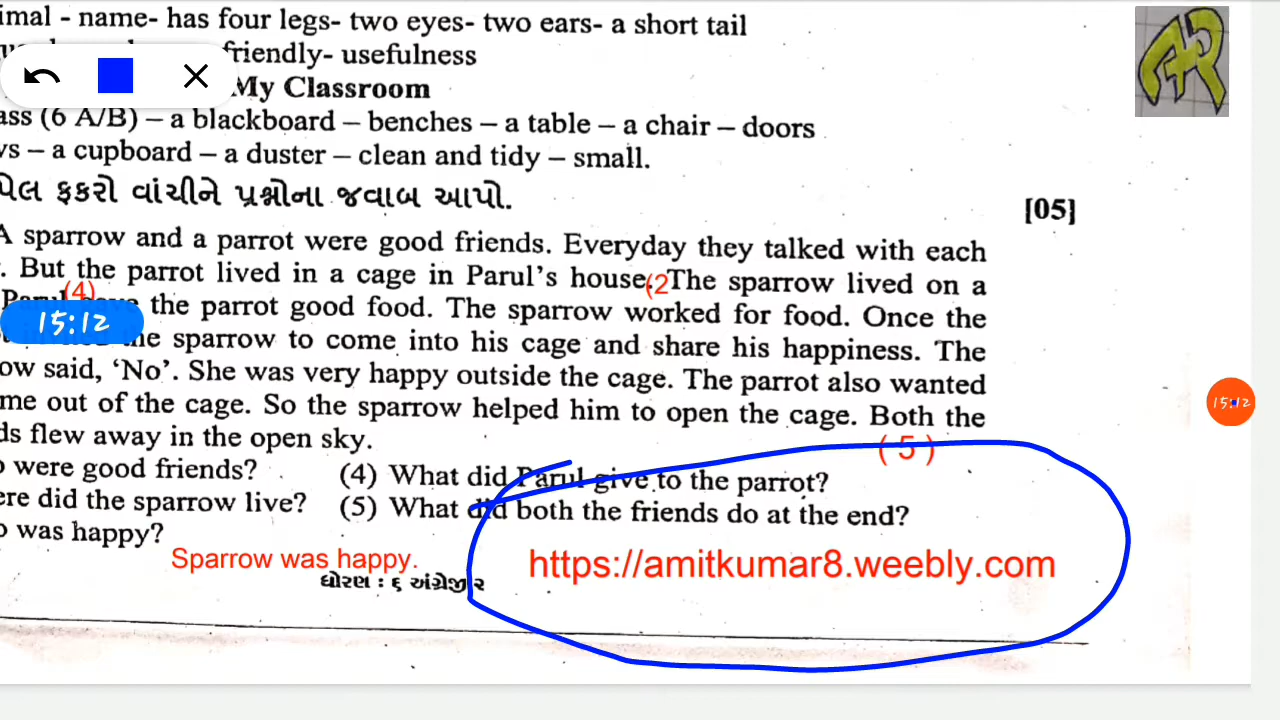 imal - name- has four legs- two eyes- two ears- a short tail
friendly- usefulness
My Classroom
ass (6 A/B) – a blackboard – benches – a table – a chair – doors
ws – a cupboard – a duster – clean and tidy – small.
પેલ ફકરો વાંચીને પ્રશ્નોના જવાબ આપો.
[05]
A sparrow and a parrot were good friends. Everyday they talked with each
. But the parrot lived in a cage in Parul's house. (2 The sparrow lived on a
(4)
Parul the parrot good food. The sparrow worked for food. Once the
15:12
the sparrow to come into his cage and share his happiness. The
ow said, 'No'. She was very happy outside the cage. The parrot also wanted
me out of the cage. So the sparrow helped him to open the cage. Both the
15:12
ds flew away in the open sky.
( 5 )
o were good friends? (4) What did Parul give to the parrot?
ere did the sparrow live? (5) What did both the friends do at the end?
o was happy?
Sparrow was happy.
https://amitkumar8.weebly.com
ધોરણ : ૬ અંગ્રેજી ૨